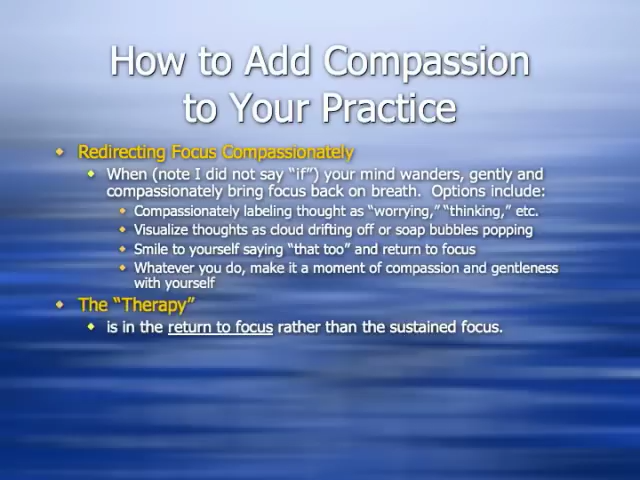 How to Add Compassion
to Your Practice
Redirecting Focus Compassionately
When (note I did not say “if”) your mind wanders, gently and
compassionately bring focus back on breath. Options include:
Compassionately labeling thought as “worrying,” “thinking,” etc.
Visualize thoughts as cloud drifting off or soap bubbles popping
Smile to yourself saying “that too” and return to focus
Whatever you do, make it a moment of compassion and gentleness
with yourself
The “Therapy”
is in the return to focus rather than the sustained focus.